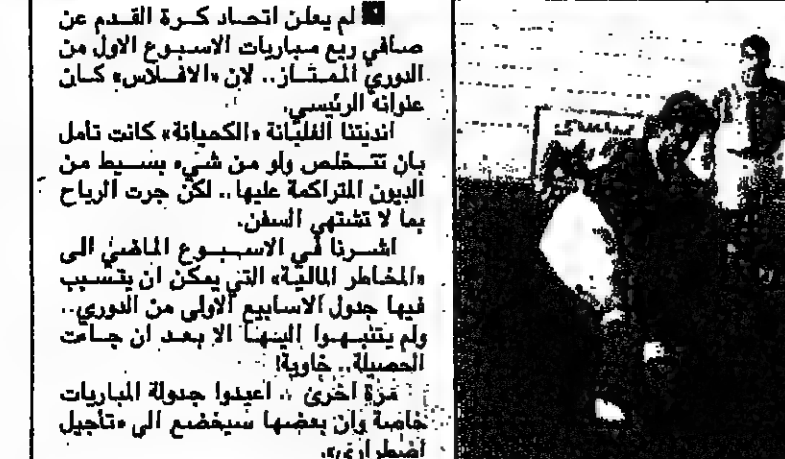 لم يعلن اتحاد كرة القدم عن
صافي ريع مباريات الاسبوع الاول من
الدوري الممتاز.. لان «الافلاس» كان
عنوانه الرئيسي.
انديتنا الغلبانة «الكحيانة» كانت تأمل
بان تتخلص ولو من شيء بسيط من
الديون المتراكمة عليها.. لكن جرت الرياح
بما لا تشتهي السفن.
اشرنا في الاسبوع الماضي الى
«المخاطر المالية» التي يمكن ان يتسبب
فيها جدول الاسابيع الاولى من الدوري..
ولم يتنبهوا اليها الا بعد ان جاءت
الحصيلة.. خاوية!
مرة اخرى .. اعيدوا جدولة المباريات
خاصة وان بعضها سيخضع الى «تأجيل
اضطراري».